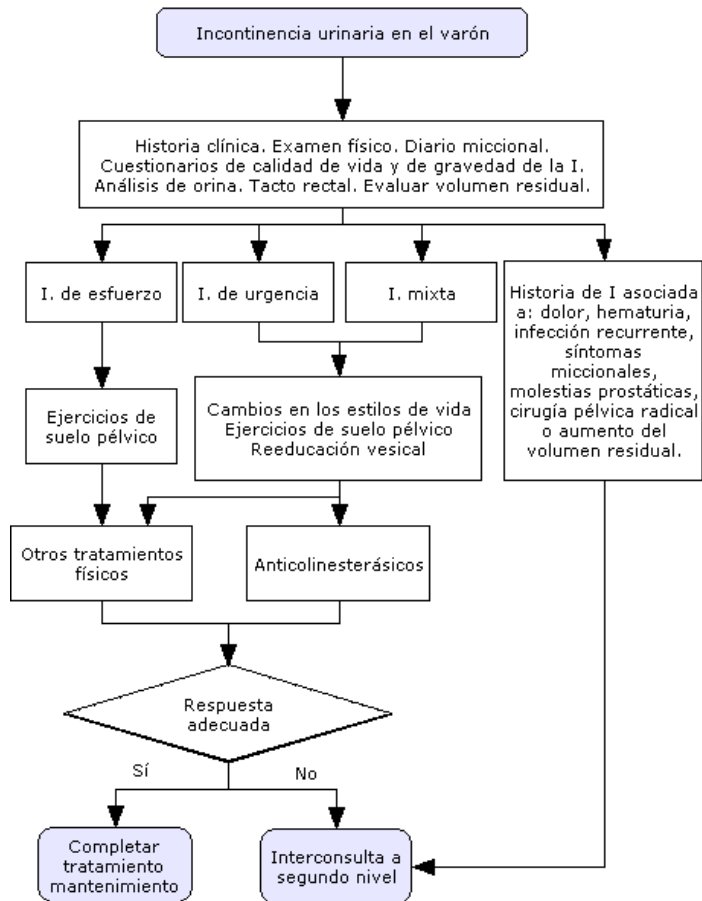 Incontinencia urinaria en el varón
Historia clínica. Examen físico. Diario miccional.
Cuestionarios de calidad de vida y de gravedad de la I.
Análisis de orina. Tacto rectal. Evaluar volumen residual.
I. de esfuerzo
I. de urgencia
I. mixta
Historia de I asociada
a: dolor, hematuria,
infección recurrente,
síntomas
miccionales,
molestias prostáticas,
cirugía pélvica radical
o aumento del
volumen residual.
Ejercicios de
suelo pélvico
Cambios en los estilos de vida
Ejercicios de suelo pélvico
Reeducación vesical
Otros tratamientos
físicos
Anticolinesterásicos
Respuesta
adecuada
Sí
No
Completar
tratamiento
mantenimiento
Interconsulta a
segundo nivel